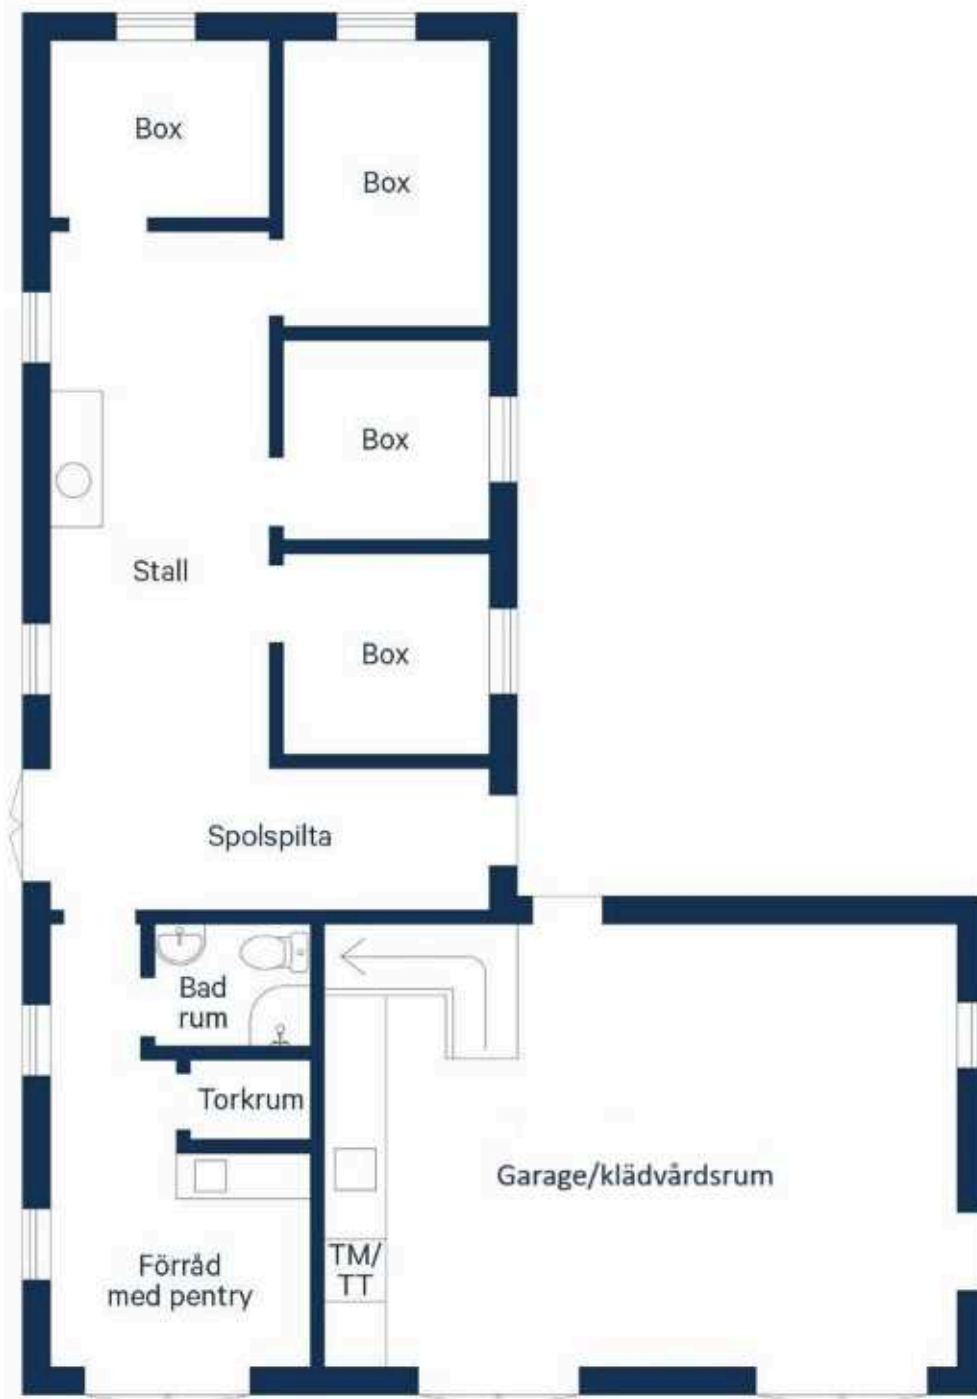 Box
Box
Box
Stall
Box
Spolspilta
Bad
rum
Torkrum
Garage/klädvårdsrum
TM/
TT
Förråd
med pentry